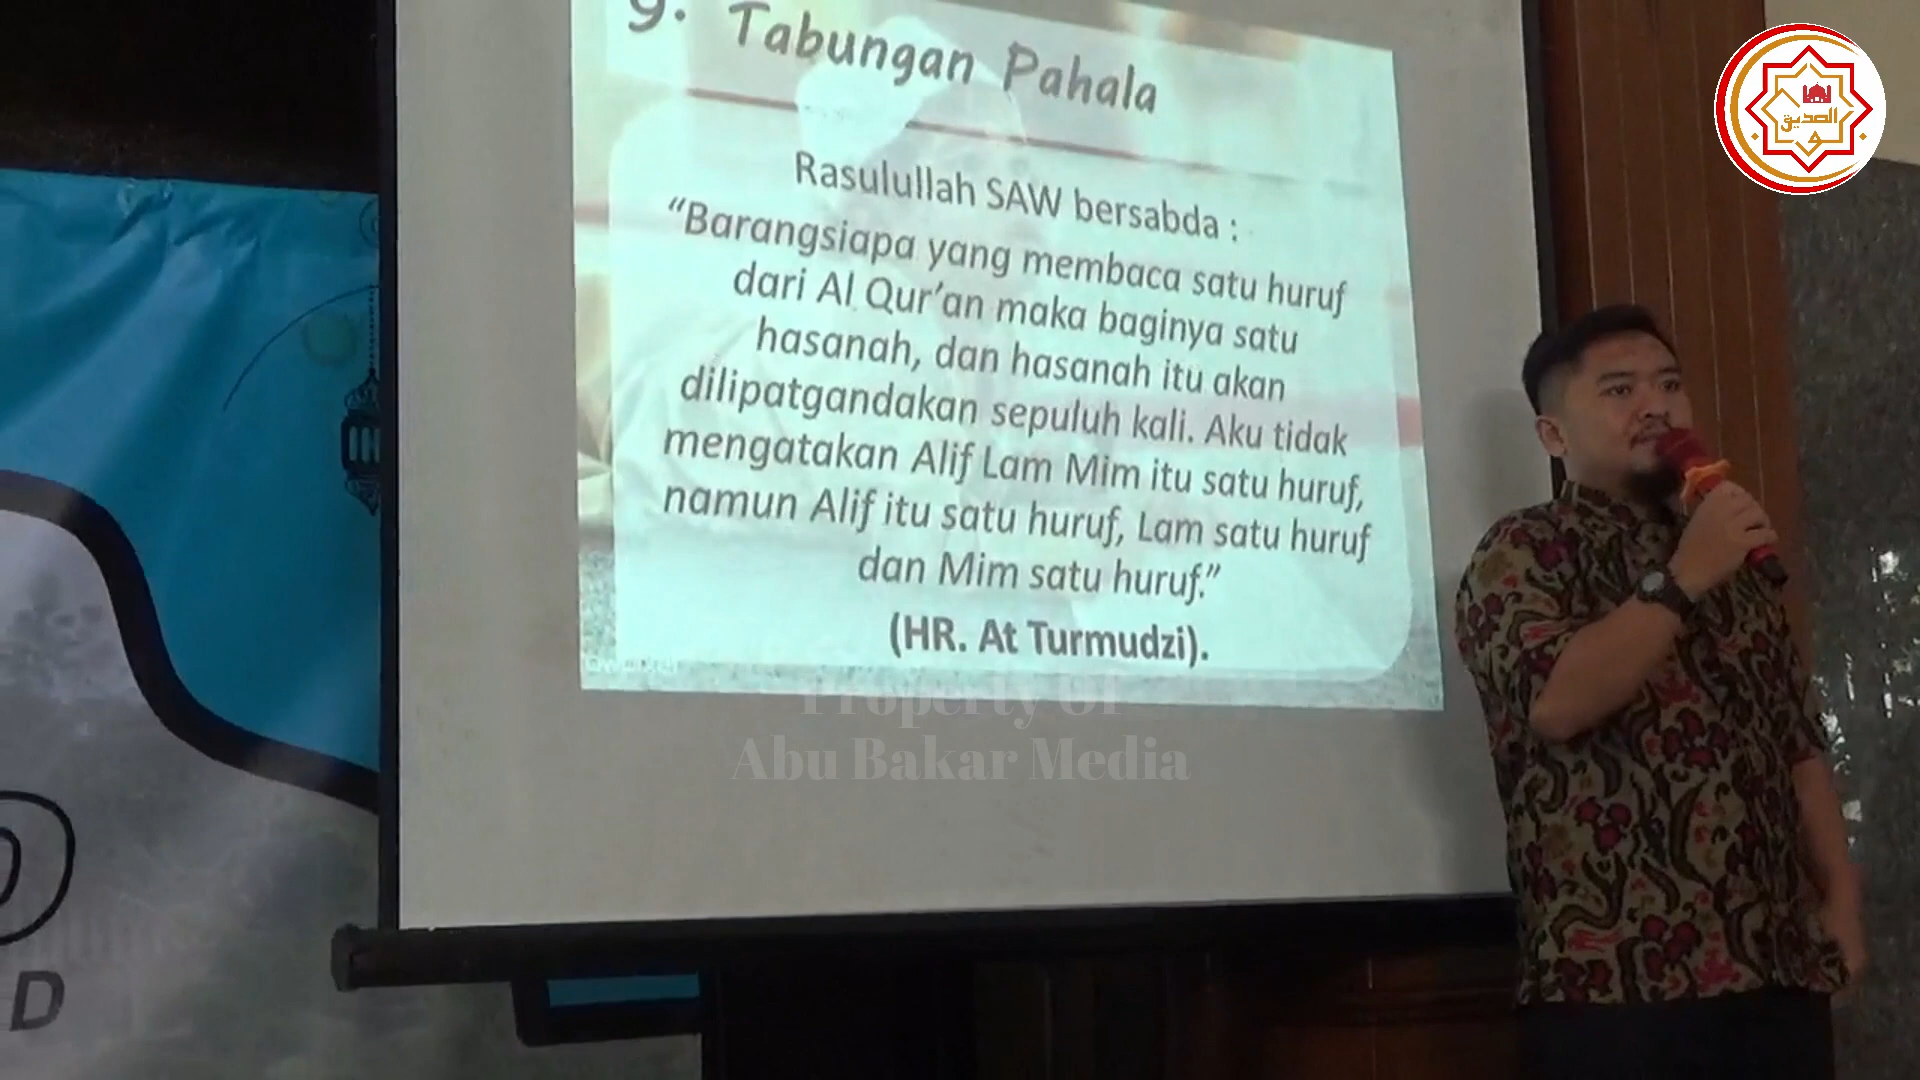 9. Tabungan Pahala
Rasulullah SAW bersabda :
“Barangsiapa yang membaca satu huruf
dari Al Qur’an maka baginya satu
hasanah, dan hasanah itu akan
dilipatgandakan sepuluh kali. Aku tidak
mengatakan Alif Lam Mim itu satu huruf,
namun Alif itu satu huruf, Lam satu huruf
dan Mim satu huruf.”
(HR. At Turmudzi).
Property Of
Abu Bakar Media
الصديق
D